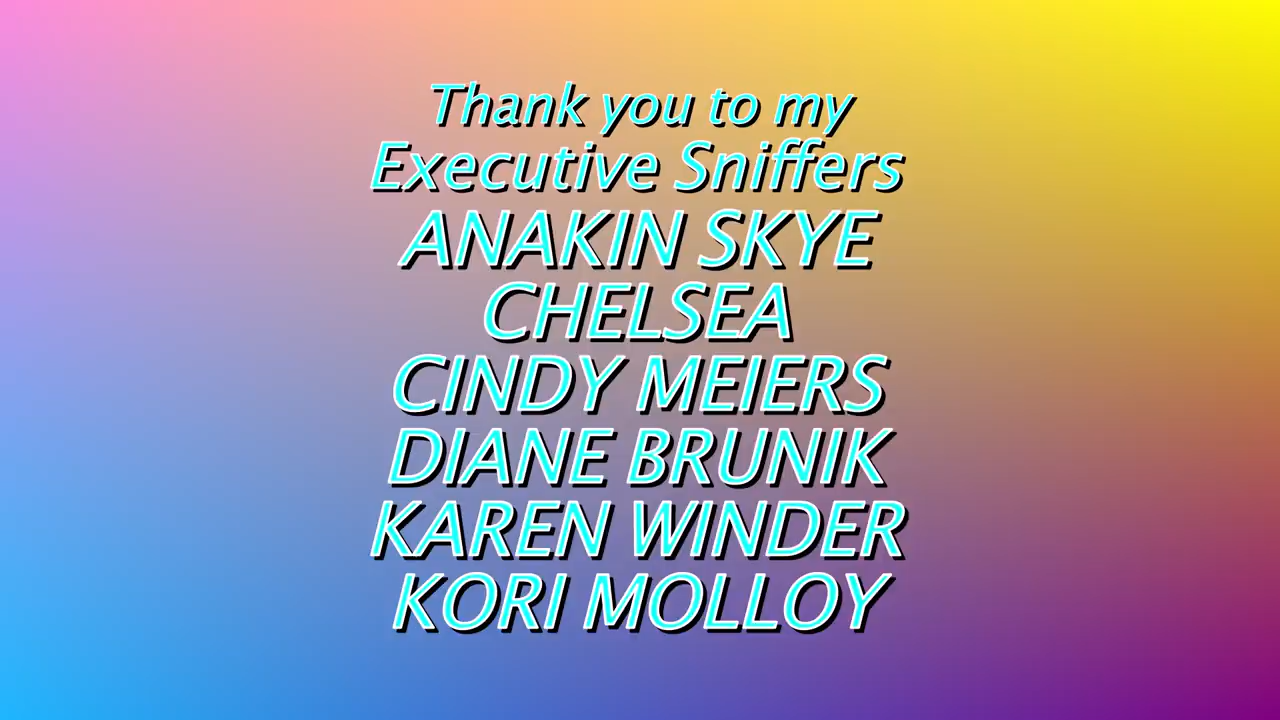 Thank you to my
Executive Sniffers
ANAKIN SKYE
CHELSEA
CINDY MEIERS
DIANE BRUNIK
KAREN WINDER
KORI MOLLOY